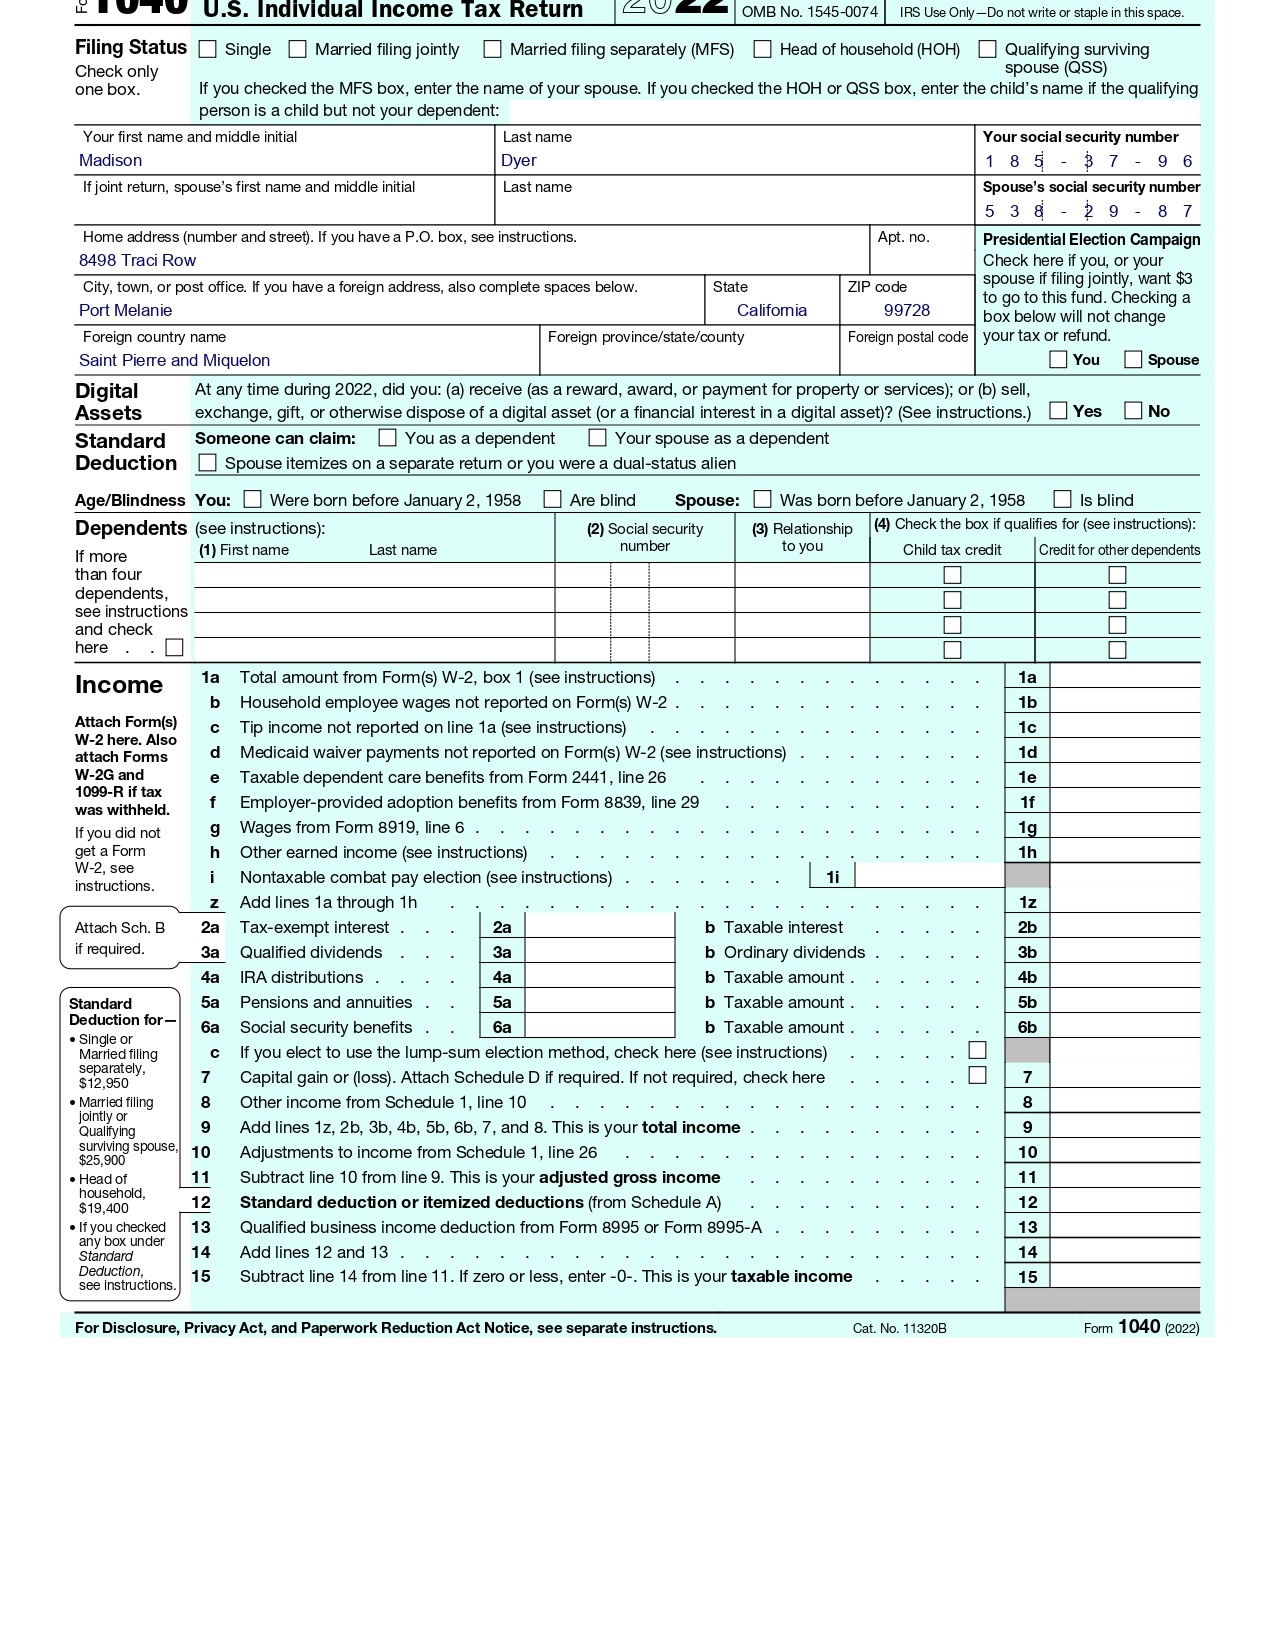 Form 1040 U.S. Individual Income Tax Return 2022 OMB No. 1545-0074 IRS Use Only—Do not write or staple in this space.
Filing Status Single Married filing jointly Married filing separately (MFS) Head of household (HOH) Qualifying surviving spouse (QSS)
Check only one box.
If you checked the MFS box, enter the name of your spouse. If you checked the HOH or QSS box, enter the child's name if the qualifying
person is a child but not your dependent:
Your first name and middle initial Last name Your social security number
Madison Dyer 1 8 5 - 3 7 - 9 6
If joint return, spouse's first name and middle initial Last name Spouse's social security number
5 3 8 - 2 9 - 8 7
Home address (number and street). If you have a P.O. box, see instructions. Apt. no.
8498 Traci Row
City, town, or post office. If you have a foreign address, also complete spaces below. State ZIP code
Port Melanie California 99728
Foreign country name Foreign province/state/county Foreign postal code
Saint Pierre and Miquelon
Presidential Election Campaign
Check here if you, or your
spouse if filing jointly, want $3
to go to this fund. Checking a
box below will not change
your tax or refund.
You Spouse
Digital Assets
At any time during 2022, did you: (a) receive (as a reward, award, or payment for property or services); or (b) sell,
exchange, gift, or otherwise dispose of a digital asset (or a financial interest in a digital asset)? (See instructions.) Yes No
Standard Deduction
Someone can claim: You as a dependent Your spouse as a dependent
Spouse itemizes on a separate return or you were a dual-status alien
Age/Blindness You: Were born before January 2, 1958 Are blind Spouse: Was born before January 2, 1958 Is blind
Dependents (see instructions):
(1) First name Last name (2) Social security number (3) Relationship to you (4) Check the box if qualifies for (see instructions):
Child tax credit Credit for other dependents
If more
than four
dependents,
see instructions
and check
here . .
Income
Attach Form(s)
W-2 here. Also
attach Forms
W-2G and
1099-R if tax
was withheld.
If you did not
get a Form
W-2, see
instructions.
1a Total amount from Form(s) W-2, box 1 (see instructions) 1a
b Household employee wages not reported on Form(s) W-2 1b
c Tip income not reported on line 1a (see instructions) 1c
d Medicaid waiver payments not reported on Form(s) W-2 (see instructions) 1d
e Taxable dependent care benefits from Form 2441, line 26 1e
f Employer-provided adoption benefits from Form 8839, line 29 1f
g Wages from Form 8919, line 6 1g
h Other earned income (see instructions) 1h
i Nontaxable combat pay election (see instructions) 1i
z Add lines 1a through 1h 1z
Attach Sch. B
if required.
2a Tax-exempt interest 2a b Taxable interest 2b
3a Qualified dividends 3a b Ordinary dividends 3b
4a IRA distributions 4a b Taxable amount 4b
5a Pensions and annuities 5a b Taxable amount 5b
6a Social security benefits 6a b Taxable amount 6b
c If you elect to use the lump-sum election method, check here (see instructions)
7 Capital gain or (loss). Attach Schedule D if required. If not required, check here 7
8 Other income from Schedule 1, line 10 8
9 Add lines 1z, 2b, 3b, 4b, 5b, 6b, 7, and 8. This is your total income 9
10 Adjustments to income from Schedule 1, line 26 10
11 Subtract line 10 from line 9. This is your adjusted gross income 11
12 Standard deduction or itemized deductions (from Schedule A) 12
13 Qualified business income deduction from Form 8995 or Form 8995-A 13
14 Add lines 12 and 13 14
15 Subtract line 14 from line 11. If zero or less, enter -0-. This is your taxable income 15
Standard
Deduction for—
• Single or
Married filing
separately,
$12,950
• Married filing
jointly or
Qualifying
surviving spouse,
$25,900
• Head of
household,
$19,400
• If you checked
any box under
Standard
Deduction,
see instructions.
For Disclosure, Privacy Act, and Paperwork Reduction Act Notice, see separate instructions. Cat. No. 11320B Form 1040 (2022)